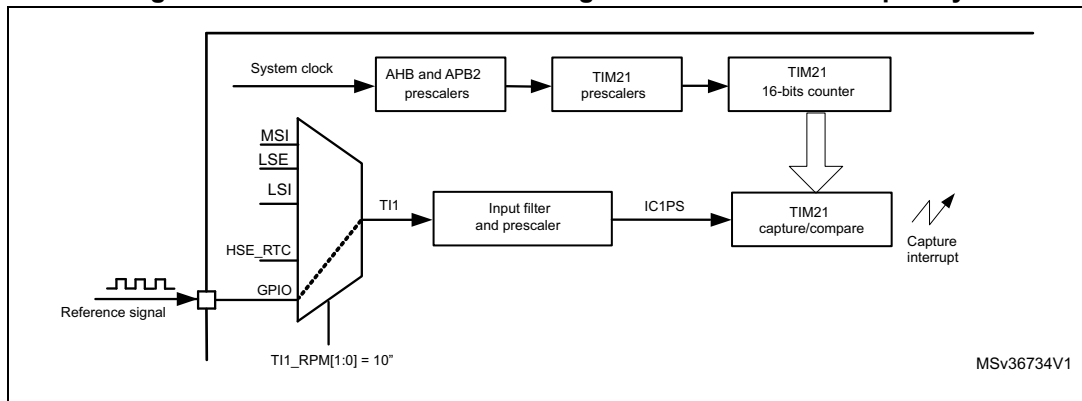 System clock
AHB and APB2
prescalers
TIM21
prescalers
TIM21
16-bits counter
MSI
LSE
LSI
HSE_RTC
GPIO
TI1
Input filter
and prescaler
IC1PS
TIM21
capture/compare
Capture
interrupt
Reference signal
TI1_RPM[1:0] = 10”
MSv36734V1